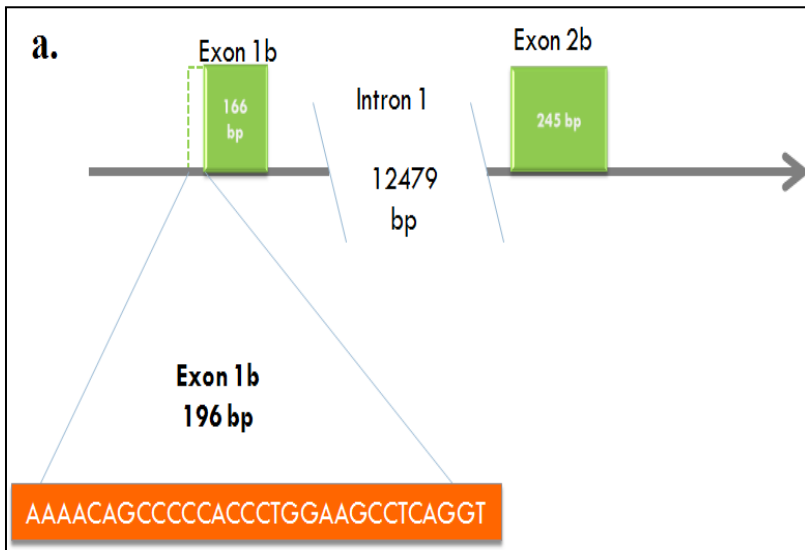 a.
Exon 1b
Exon 2b
166
bp
Intron 1
245 bp
12479
bp
Exon 1b
196 bp
AAAACAGCCCCCACCCTGGAAGCCTCAGGT